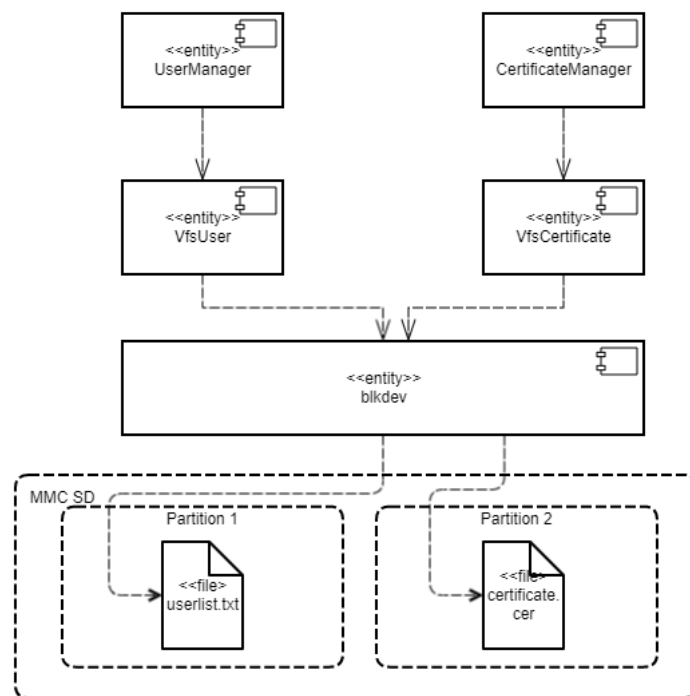 <<entity>>
UserManager
<<entity>>
CertificateManager
<<entity>>
VfsUser
<<entity>>
VfsCertificate
<<entity>>
blkdev
MMC SD
Partition 1
Partition 2
<<file>
userlist.txt
<<file>
certificate.
cer